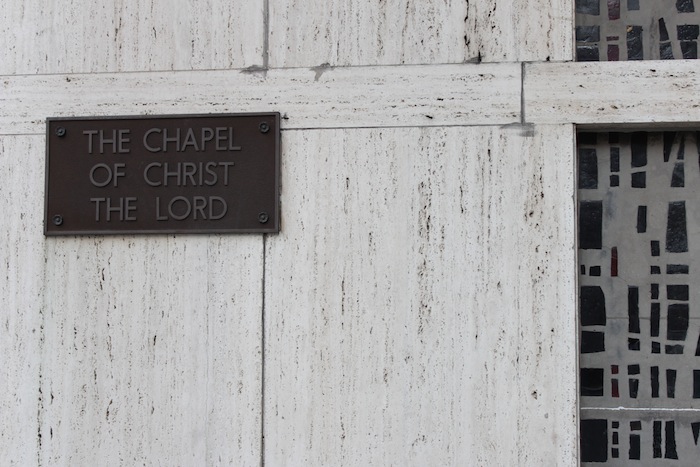 THE CHAPEL
OF CHRIST
THE LORD